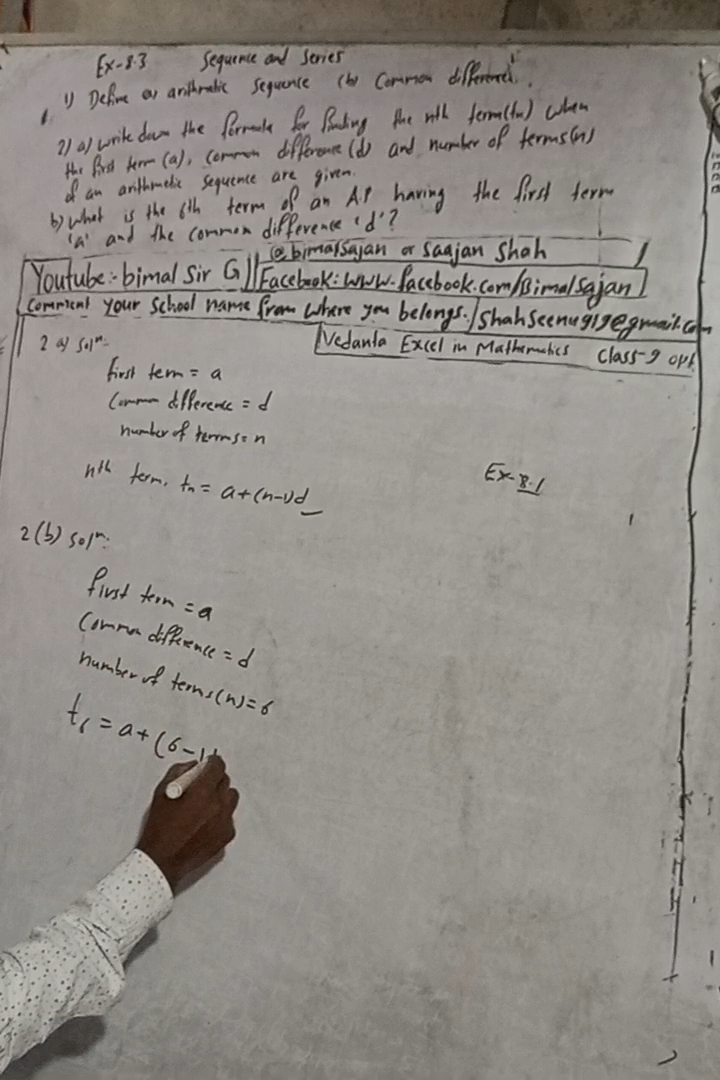 Ex-8.3 Sequence and Series
1) Define a) arithmatic sequence (b) Common difference.
2) a) write down the formula for finding the nth term(tn) when
the first term (a), common difference (d) and number of terms(n)
of an arithmetic sequence are given.
b) What is the 6th term of an A.P having the first term
'a' and the common difference 'd'?
@bimalsajan or Saajan Shah
Youtube:- bimal Sir G Facebook: www.facebook.com/Bimalsajan
Comment your School name from where you belongs. shahseenu919@gmail.com
Vedanta Excel in Mathematics Class-9 opt
2 a) Solⁿ:
first term = a
Common difference = d
number of terms = n
nth term, tn = a+(n-1)d
Ex-8.1
2(b) Solⁿ:
first term = a
Common difference = d
number of terms(n)=6
t6 = a+(6-1